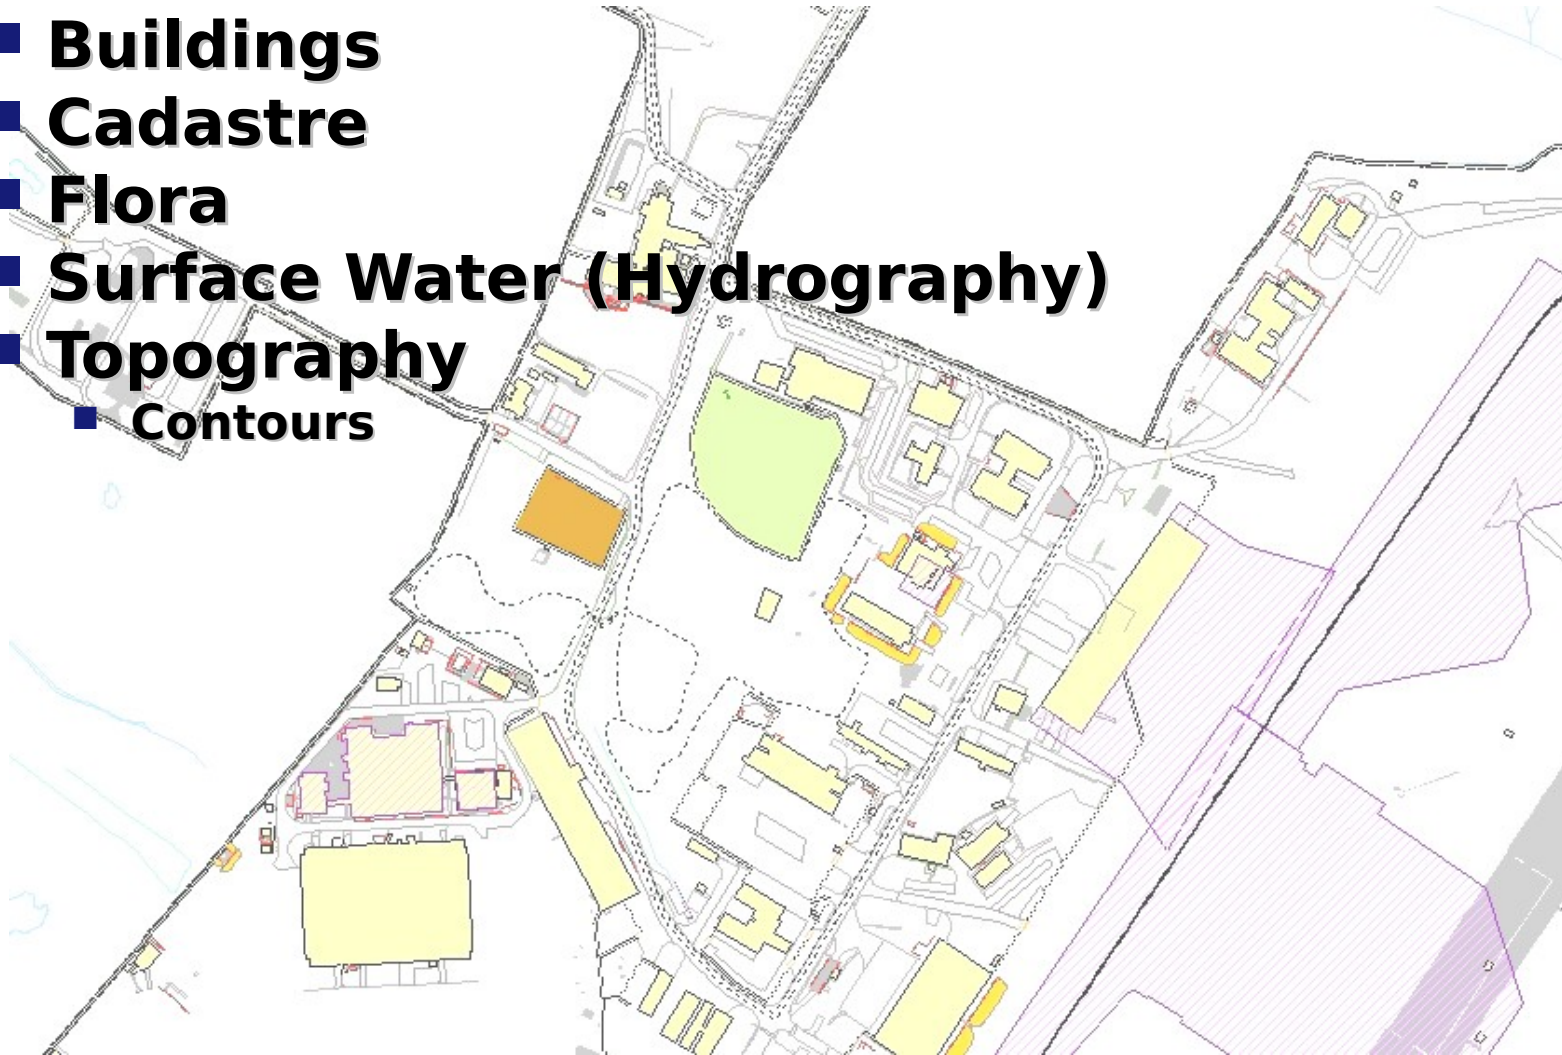 Buildings
Cadastre
Flora
Surface Water (Hydrography)
Topography
Contours